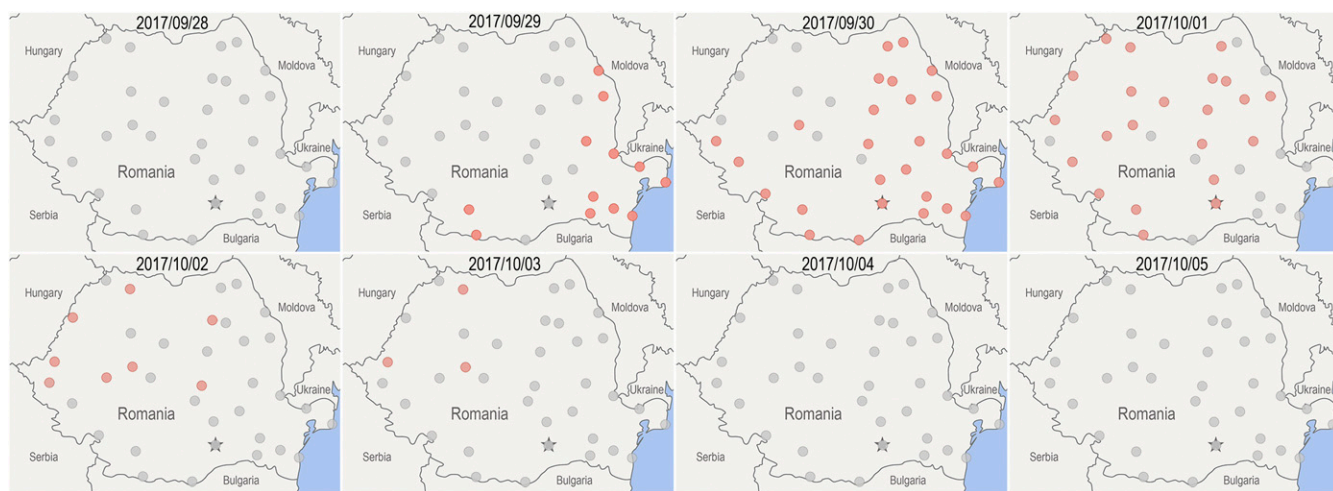 2017/09/28
Hungary
Moldova
Ukraine
Romania
Serbia
Bulgaria
2017/09/29
Hungary
Moldova
Ukraine
Romania
Serbia
Bulgaria
2017/09/30
Hungary
Moldova
Ukraine
Romania
Serbia
Bulgaria
2017/10/01
Hungary
Moldova
Ukraine
Romania
Serbia
Bulgaria
2017/10/02
Hungary
Moldova
Ukraine
Romania
Serbia
Bulgaria
2017/10/03
Hungary
Moldova
Ukraine
Romania
Serbia
Bulgaria
2017/10/04
Hungary
Moldova
Ukraine
Romania
Serbia
Bulgaria
2017/10/05
Hungary
Moldova
Ukraine
Romania
Serbia
Bulgaria